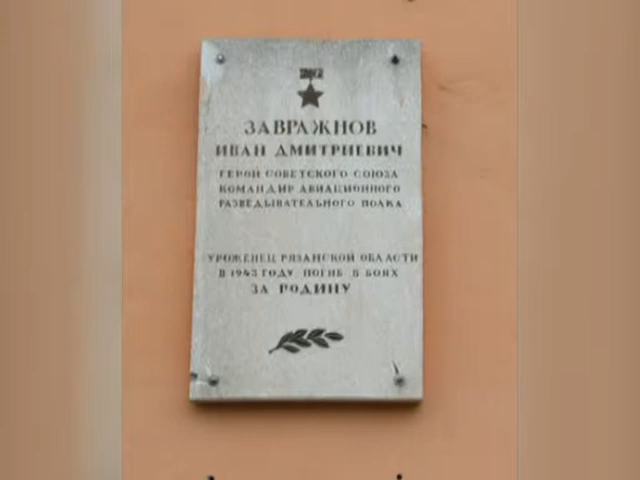 ЗАВРАЖНОВ
ИВАН ДМИТРИЕВИЧ
ГЕРОЙ СОВЕТСКОГО СОЮЗА
КОМАНДИР АВИАЦИОННОГО
РАЗВЕДЫВАТЕЛЬНОГО ПОЛКА
УРОЖЕНЕЦ РЯЗАНСКОЙ ОБЛАСТИ
В 1943 ГОДУ ПОГИБ В БОЯХ
ЗА РОДИНУ